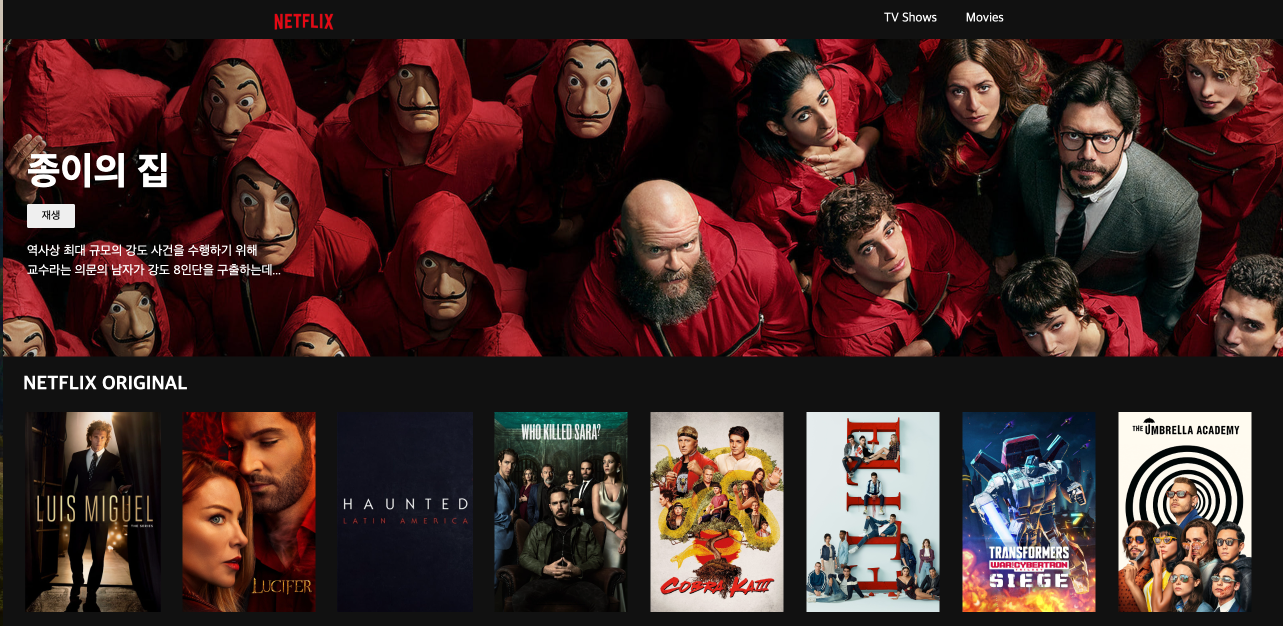 NETFLIX
TV Shows
Movies
종이의 집
재생
역사상 최대 규모의 강도 사건을 수행하기 위해
교수라는 의문의 남자가 강도 8인단을 구출하는데...
NETFLIX ORIGINAL
LUIS MIGUEL
THE SERIES
LUCIFER
HAUNTED
LATIN AMERICA
WHO KILLED SARA?
COBRA KAI
ELITE
TRANSFORMERS
WAR FOR CYBERTRON
SIEGE
THE UMBRELLA ACADEMY